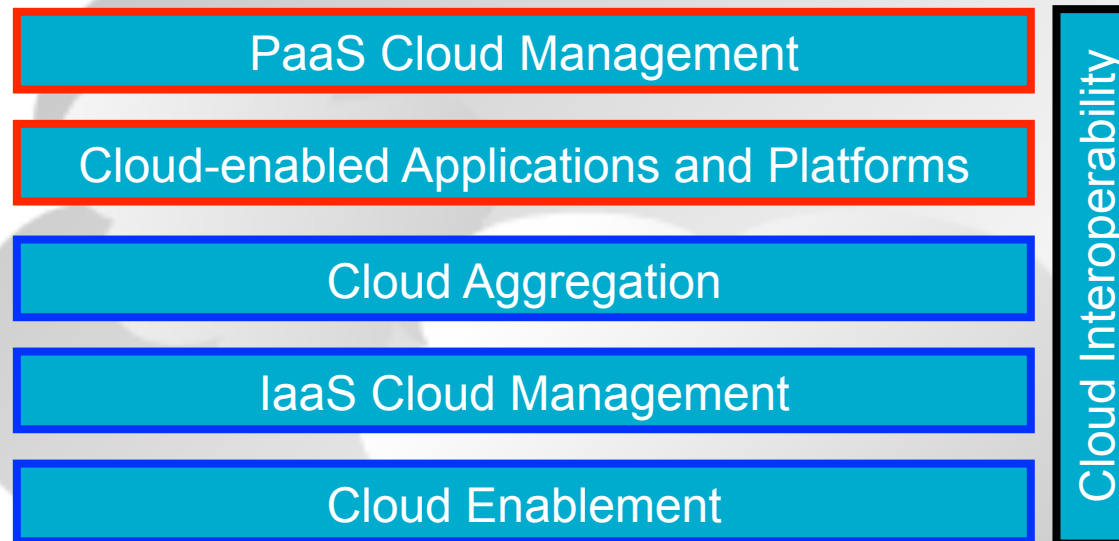 PaaS Cloud Management
Cloud-enabled Applications and Platforms
Cloud Aggregation
IaaS Cloud Management
Cloud Enablement
Cloud Interoperability